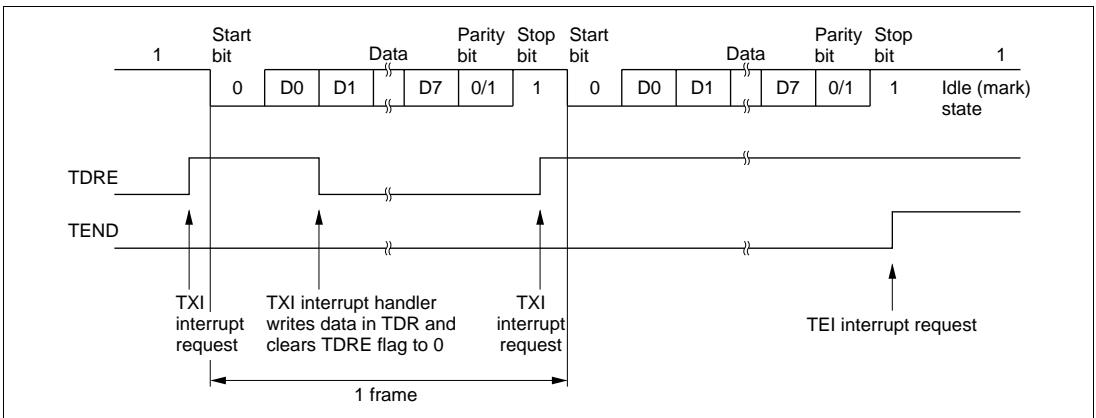 1
Start bit
Data
Parity bit
Stop bit
Start bit
Data
Parity bit
Stop bit
1
0 D0 D1 D7 0/1 1 0 D0 D1 D7 0/1 1
Idle (mark)
state
TDRE
TEND
TXI
interrupt
request
TXI interrupt handler
writes data in TDR and
clears TDRE flag to 0
TXI
interrupt
request
TEI interrupt request
1 frame